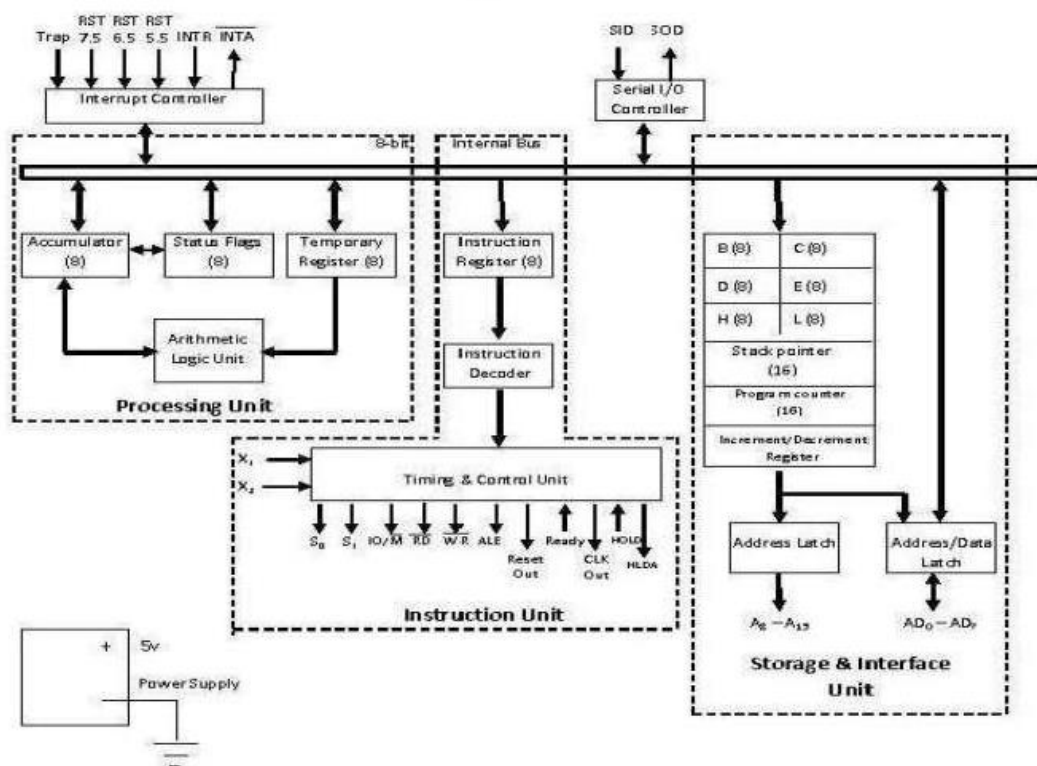 RST RST RST
Trap 7.5 6.5 5.5 INTR INTA
SID SOD
Interrupt Controller
Serial I/O
Controller
8-bit Internal Bus
Accumulator
(8)
Status Flags
(8)
Temporary
Register (8)
Instruction
Register (8)
B (8) C (8)
D (8) E (8)
H (8) L (8)
Arithmetic
Logic Unit
Instruction
Decoder
Stack pointer
(16)
Program counter
(16)
Increment/Decrement
Register
Processing Unit
X₁
X₂
Timing & Control Unit
S₀ S₁ IO/M RD WR ALE Reset Out Ready CLK Out HOLD HLDA
Instruction Unit
Address Latch
Address/Data
Latch
A₈ – A₁₅ AD₀ – AD₇
Storage & Interface
Unit
+ 5v
Power Supply